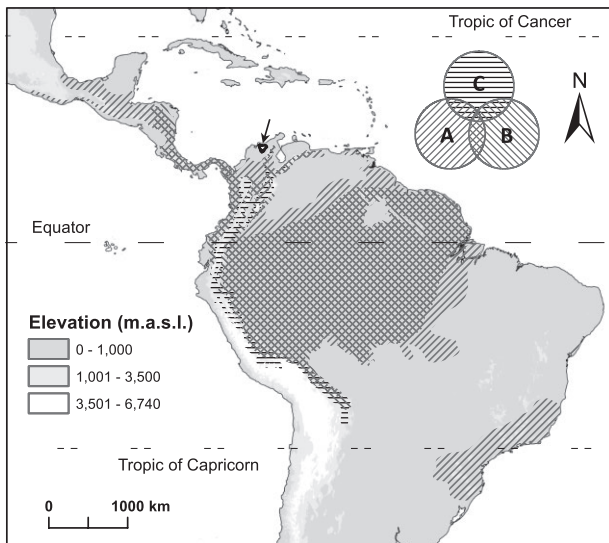 Tropic of Cancer
C
A
B
N
Equator
Elevation (m.a.s.l.)
0 - 1,000
1,001 - 3,500
3,501 - 6,740
Tropic of Capricorn
0
1000 km